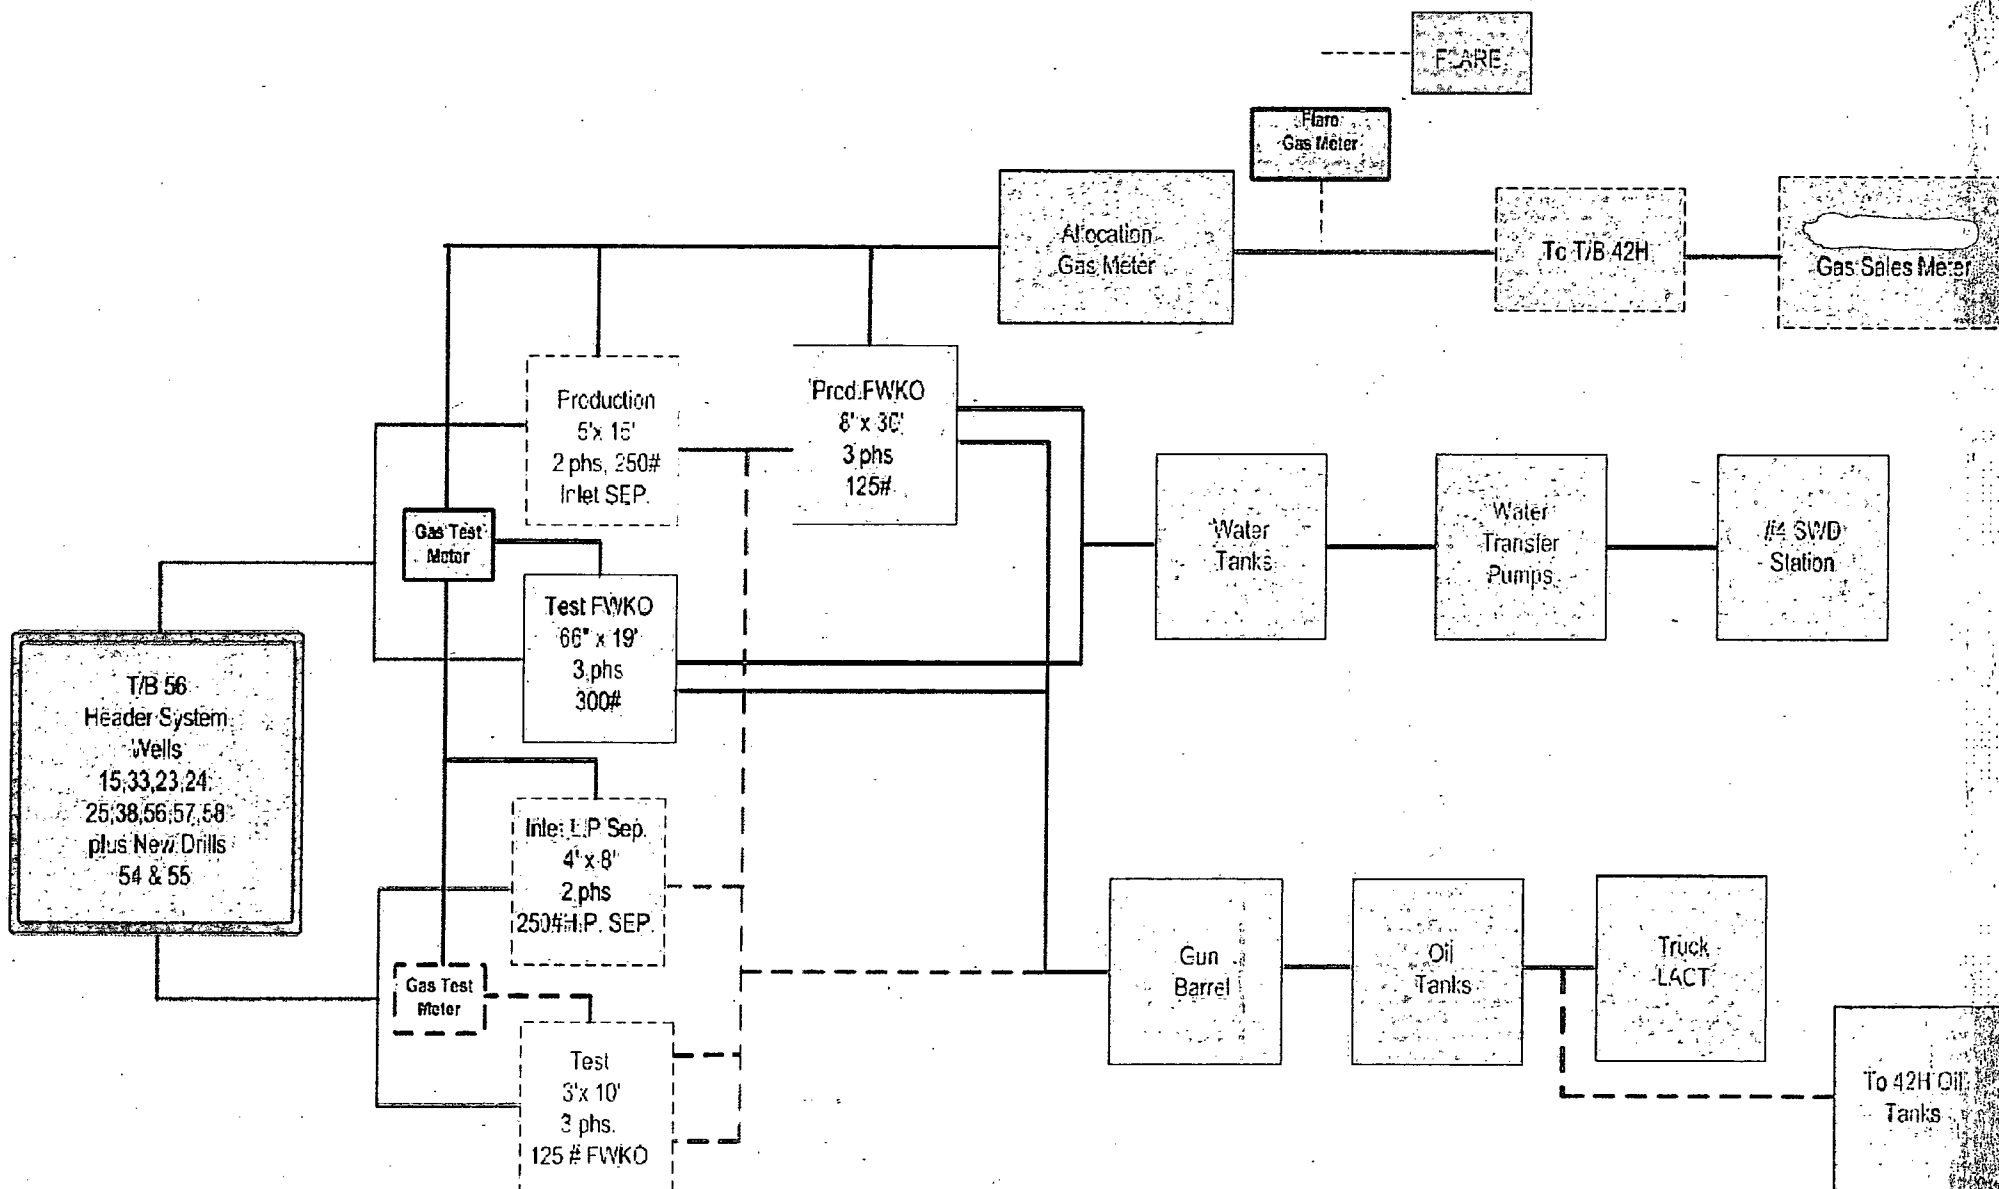 FLARE
Flare
Gas Meter
Allocation
Gas Meter
To T/B 42H
Gas Sales Meter
Production
6'x 15'
2 phs, 250#
Inlet SEP.
Prod.FWKO
8' x 30'
3 phs
125#
Gas Test
Meter
Test FWKO
66" x 19'
3 phs
300#
Water
Tanks
Water
Transfer
Pumps
#4 SWD
Station
T/B 56
Header System
Wells
15,33,23,24,
25,38,56,57,58
plus New Drills
54 & 55
Inlet L.P Sep.
4' x 8'
2 phs
250# H.P. SEP.
Gas Test
Meter
Test
3'x 10'
3 phs.
125 # FWKO
Gun
Barrel
Oil
Tanks
Truck
LACT
To 42H Oil
Tanks